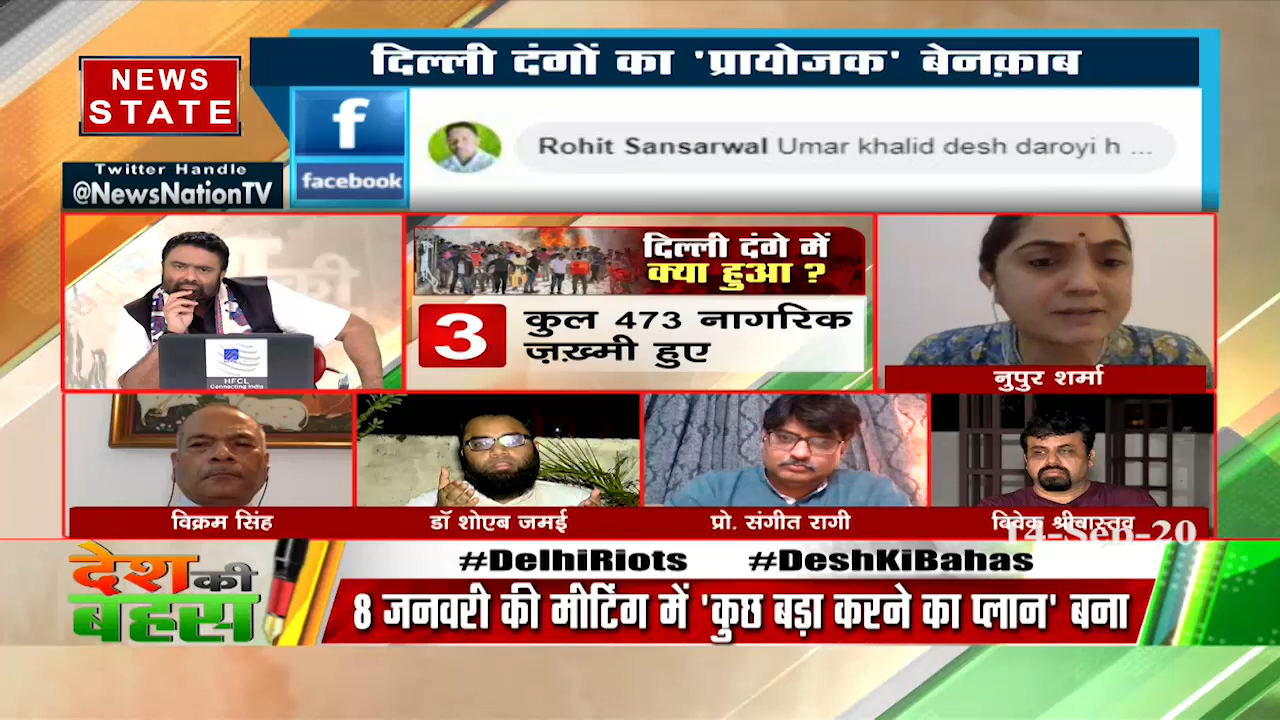 दिल्ली दंगों का 'प्रायोजक' बेनक़ाब
NEWS
STATE
f
Rohit Sansarwal Umar khalid desh daroyi h ...
Twitter Handle
@NewsNationTV
facebook
दिल्ली दंगे में
क्या हुआ ?
3
कुल 473 नागरिक
ज़ख़्मी हुए
HFCL
Connecting India
नुपुर शर्मा
विक्रम सिंह
डॉ शोएब जमई
प्रो. संगीत रागी
विवेक श्रीवास्तव
14-Sep-20
देश की
बहस
#DelhiRiots #DeshKiBahas
8 जनवरी की मीटिंग में 'कुछ बड़ा करने का प्लान' बना